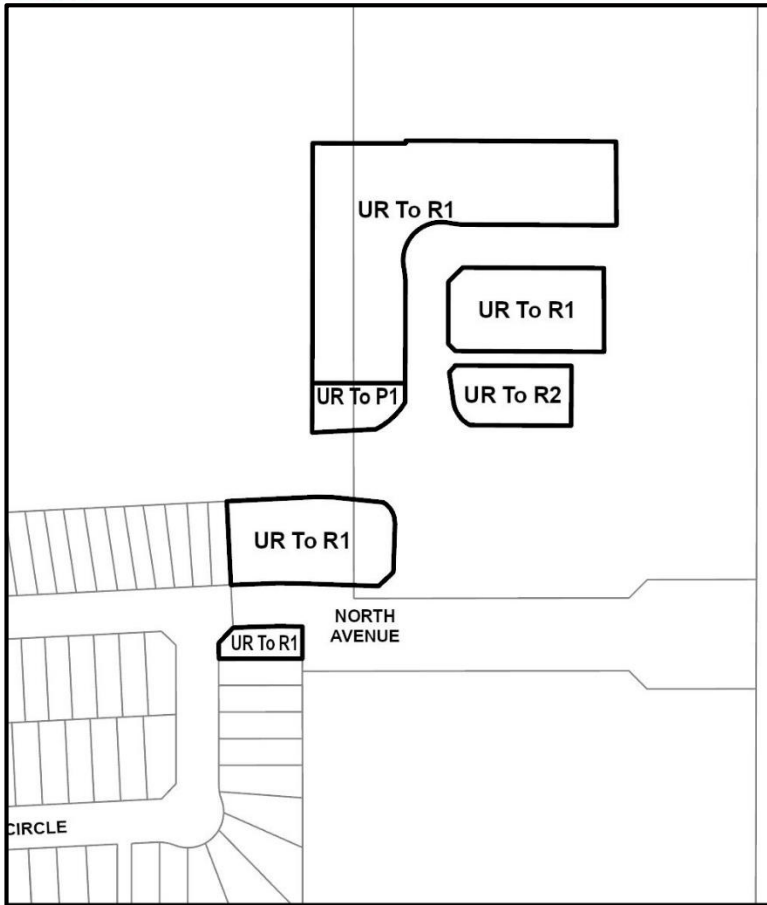 UR To R1
UR To R1
UR To P1
UR To R2
UR To R1
NORTH
AVENUE
UR To R1
CIRCLE